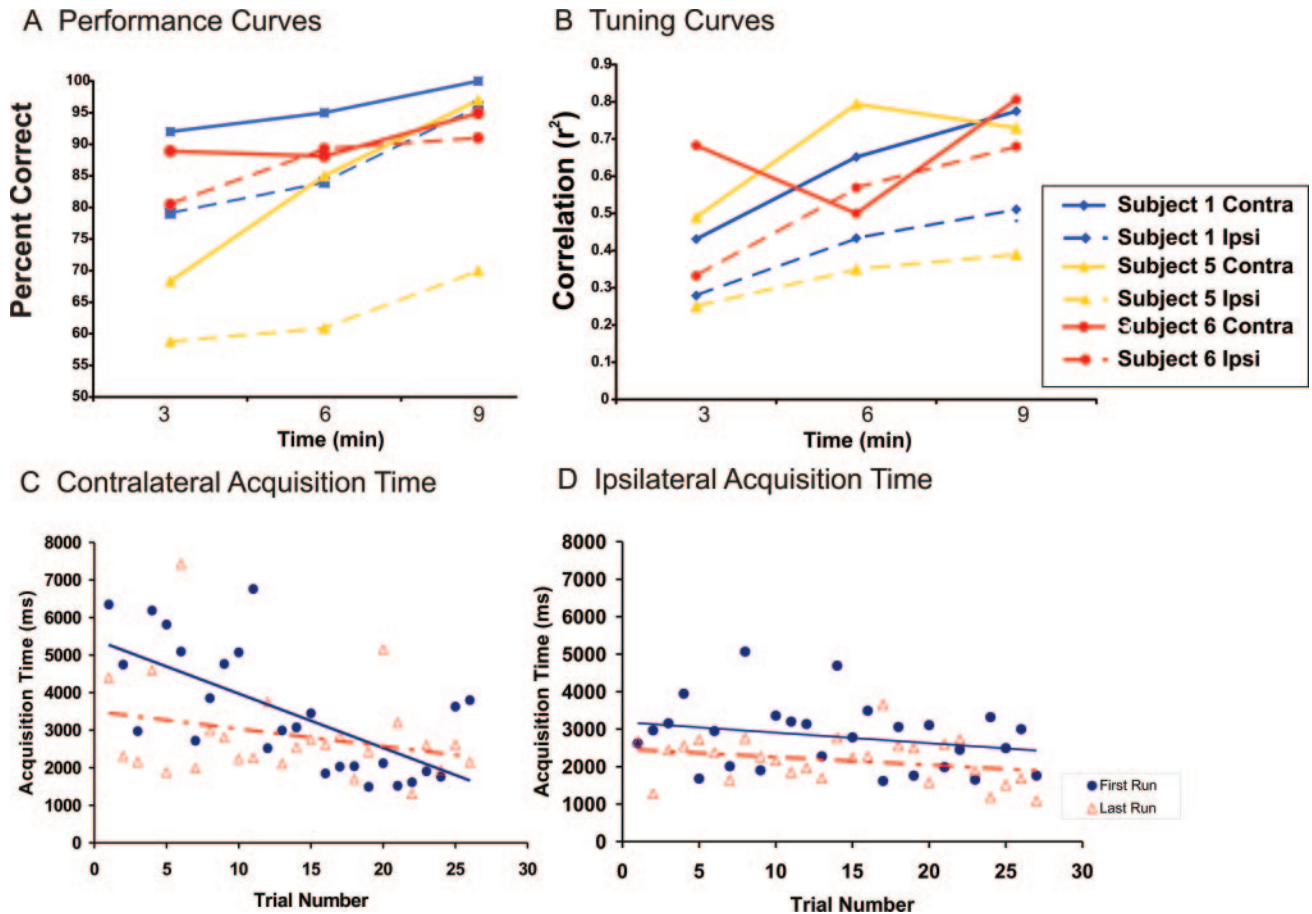 A Performance Curves
B Tuning Curves
Percent Correct
100
95
90
85
80
75
70
65
60
55
50
3
6
9
Time (min)
Correlation (r²)
0.9
0.8
0.7
0.6
0.5
0.4
0.3
0.2
0.1
0
3
6
9
Time (min)
Subject 1 Contra
Subject 1 Ipsi
Subject 5 Contra
Subject 5 Ipsi
Subject 6 Contra
Subject 6 Ipsi
C Contralateral Acquisition Time
D Ipsilateral Acquisition Time
Acquisition Time (ms)
8000
7000
6000
5000
4000
3000
2000
1000
0
0
5
10
15
20
25
30
Trial Number
Acquisition Time (ms)
8000
7000
6000
5000
4000
3000
2000
1000
0
0
5
10
15
20
25
30
Trial Number
First Run
Last Run